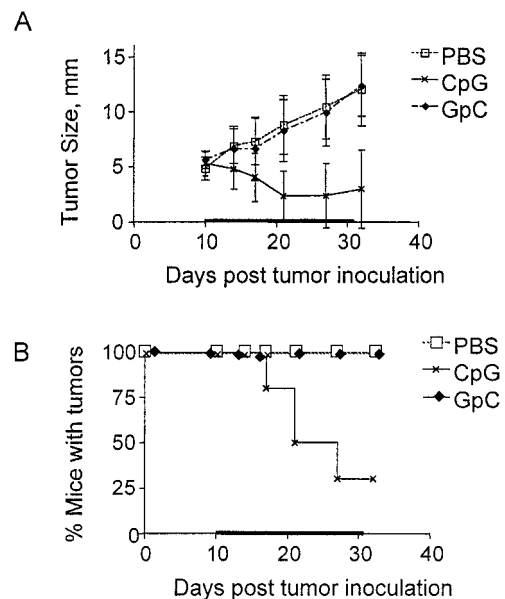 A
Tumor Size, mm
15
10
5
0
0 10 20 30 40
Days post tumor inoculation
PBS
CpG
GpC
B
% Mice with tumors
100
75
50
25
0
0 10 20 30 40
Days post tumor inoculation
PBS
CpG
GpC